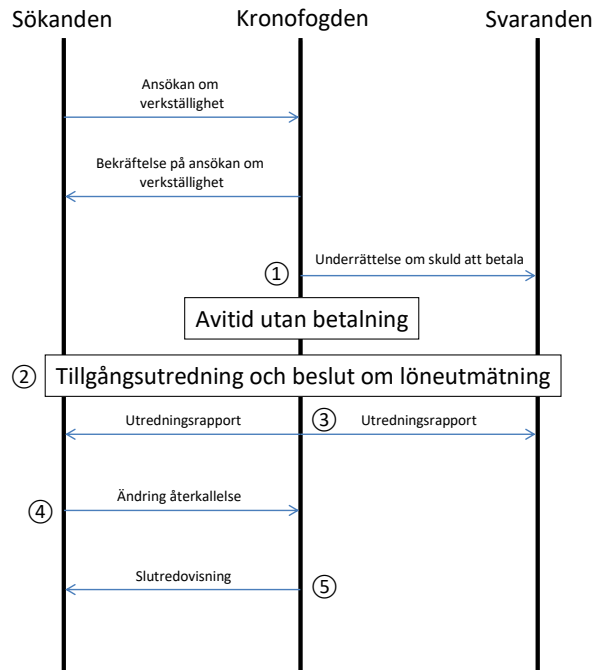 Sökanden Kronofogden Svaranden
Ansökan om
verkställighet
Bekräftelse på ansökan om
verkställighet
① Underrättelse om skuld att betala
Avitid utan betalning
② Tillgångsutredning och beslut om löneutmätning
Utredningsrapport ③ Utredningsrapport
④ Ändring återkallelse
Slutredovisning ⑤